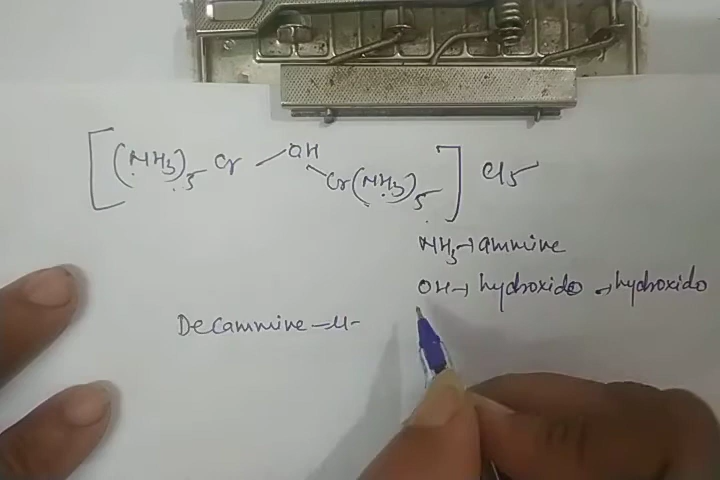 [(NH3)5 Cr — OH
Cr(NH3)5] Cl5
NH3→ammine
OH→ hydroxido → hydroxido
Decammine-μ-